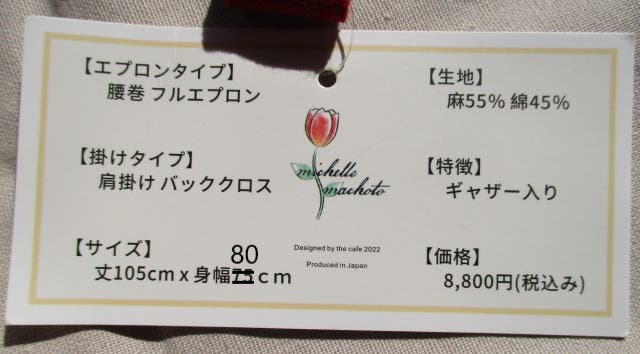 【エプロンタイプ】
腰巻 フルエプロン
【掛けタイプ】
肩掛け バッククロス
【サイズ】
80
丈105cm x 身幅75cm
michelle
machoto
Designed by the cafe 2022
Produced in Japan
【生地】
麻55% 綿45%
【特徴】
ギャザー入り
【価格】
8,800円(税込み)